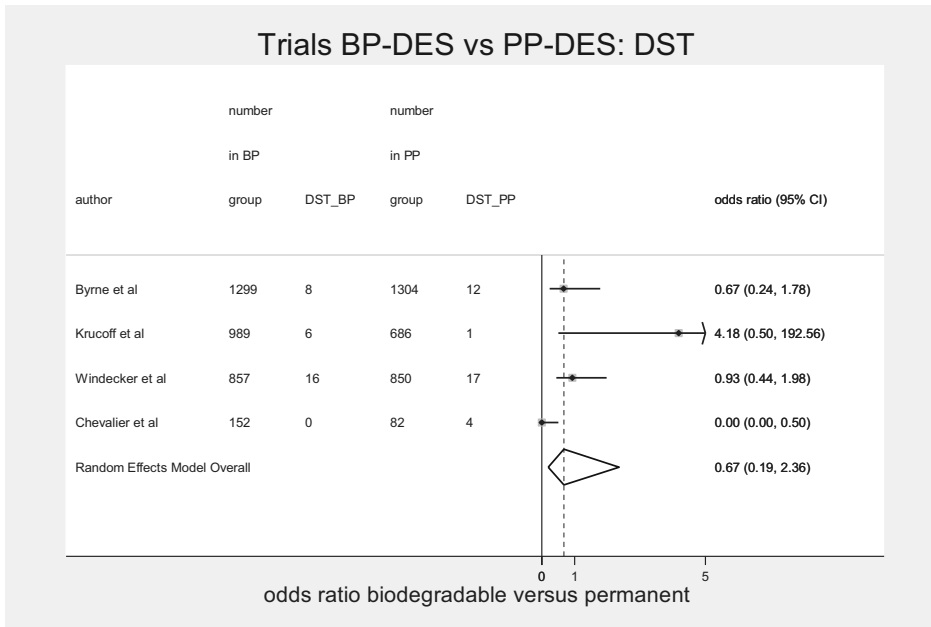 Trials BP-DES vs PP-DES: DST
number number
in BP in PP
author group DST_BP group DST_PP odds ratio (95% CI)
Byrne et al 1299 8 1304 12 0.67 (0.24, 1.78)
Krucoff et al 989 6 686 1 4.18 (0.50, 192.56)
Windecker et al 857 16 850 17 0.93 (0.44, 1.98)
Chevalier et al 152 0 82 4 0.00 (0.00, 0.50)
Random Effects Model Overall 0.67 (0.19, 2.36)
0 1 5
odds ratio biodegradable versus permanent